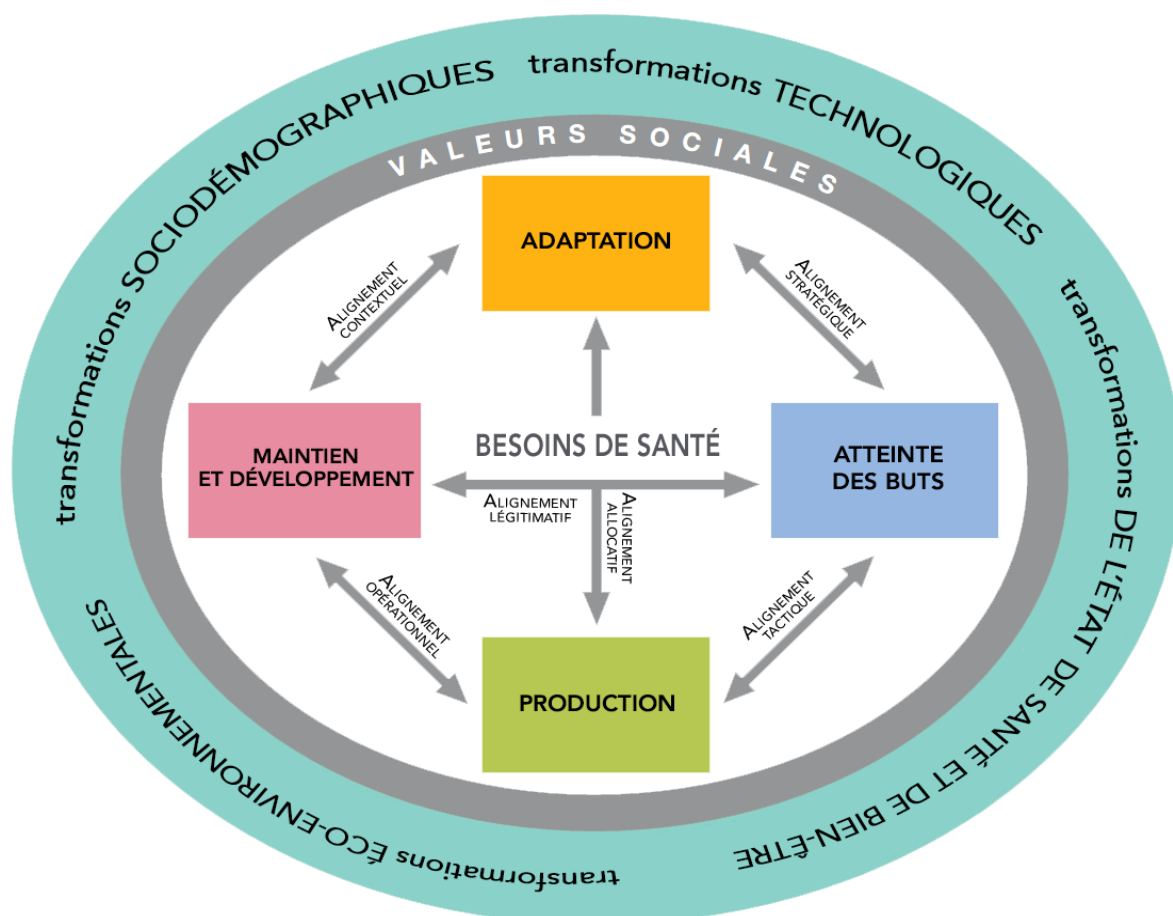 transformations SOCIODÉMOGRAPHIQUES
transformations TECHNOLOGIQUES
transformations DE L'ÉTAT DE SANTÉ ET DE BIEN-ÊTRE
transformations ÉCO-ENVIRONNEMENTALES
VALEURS SOCIALES
ADAPTATION
ALIGNEMENT
CONTEXTUEL
ALIGNEMENT
STRATÉGIQUE
MAINTIEN
ET DÉVELOPPEMENT
BESOINS DE SANTÉ
ATTEINTE
DES BUTS
ALIGNEMENT
LÉGITIMATIF
ALIGNEMENT
ALLOCATIF
ALIGNEMENT
OPÉRATIONNEL
ALIGNEMENT
TACTIQUE
PRODUCTION